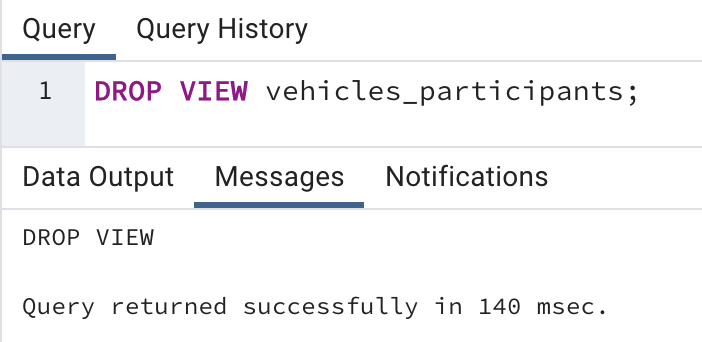 Query Query History
1 DROP VIEW vehicles_participants;
Data Output Messages Notifications
DROP VIEW
Query returned successfully in 140 msec.